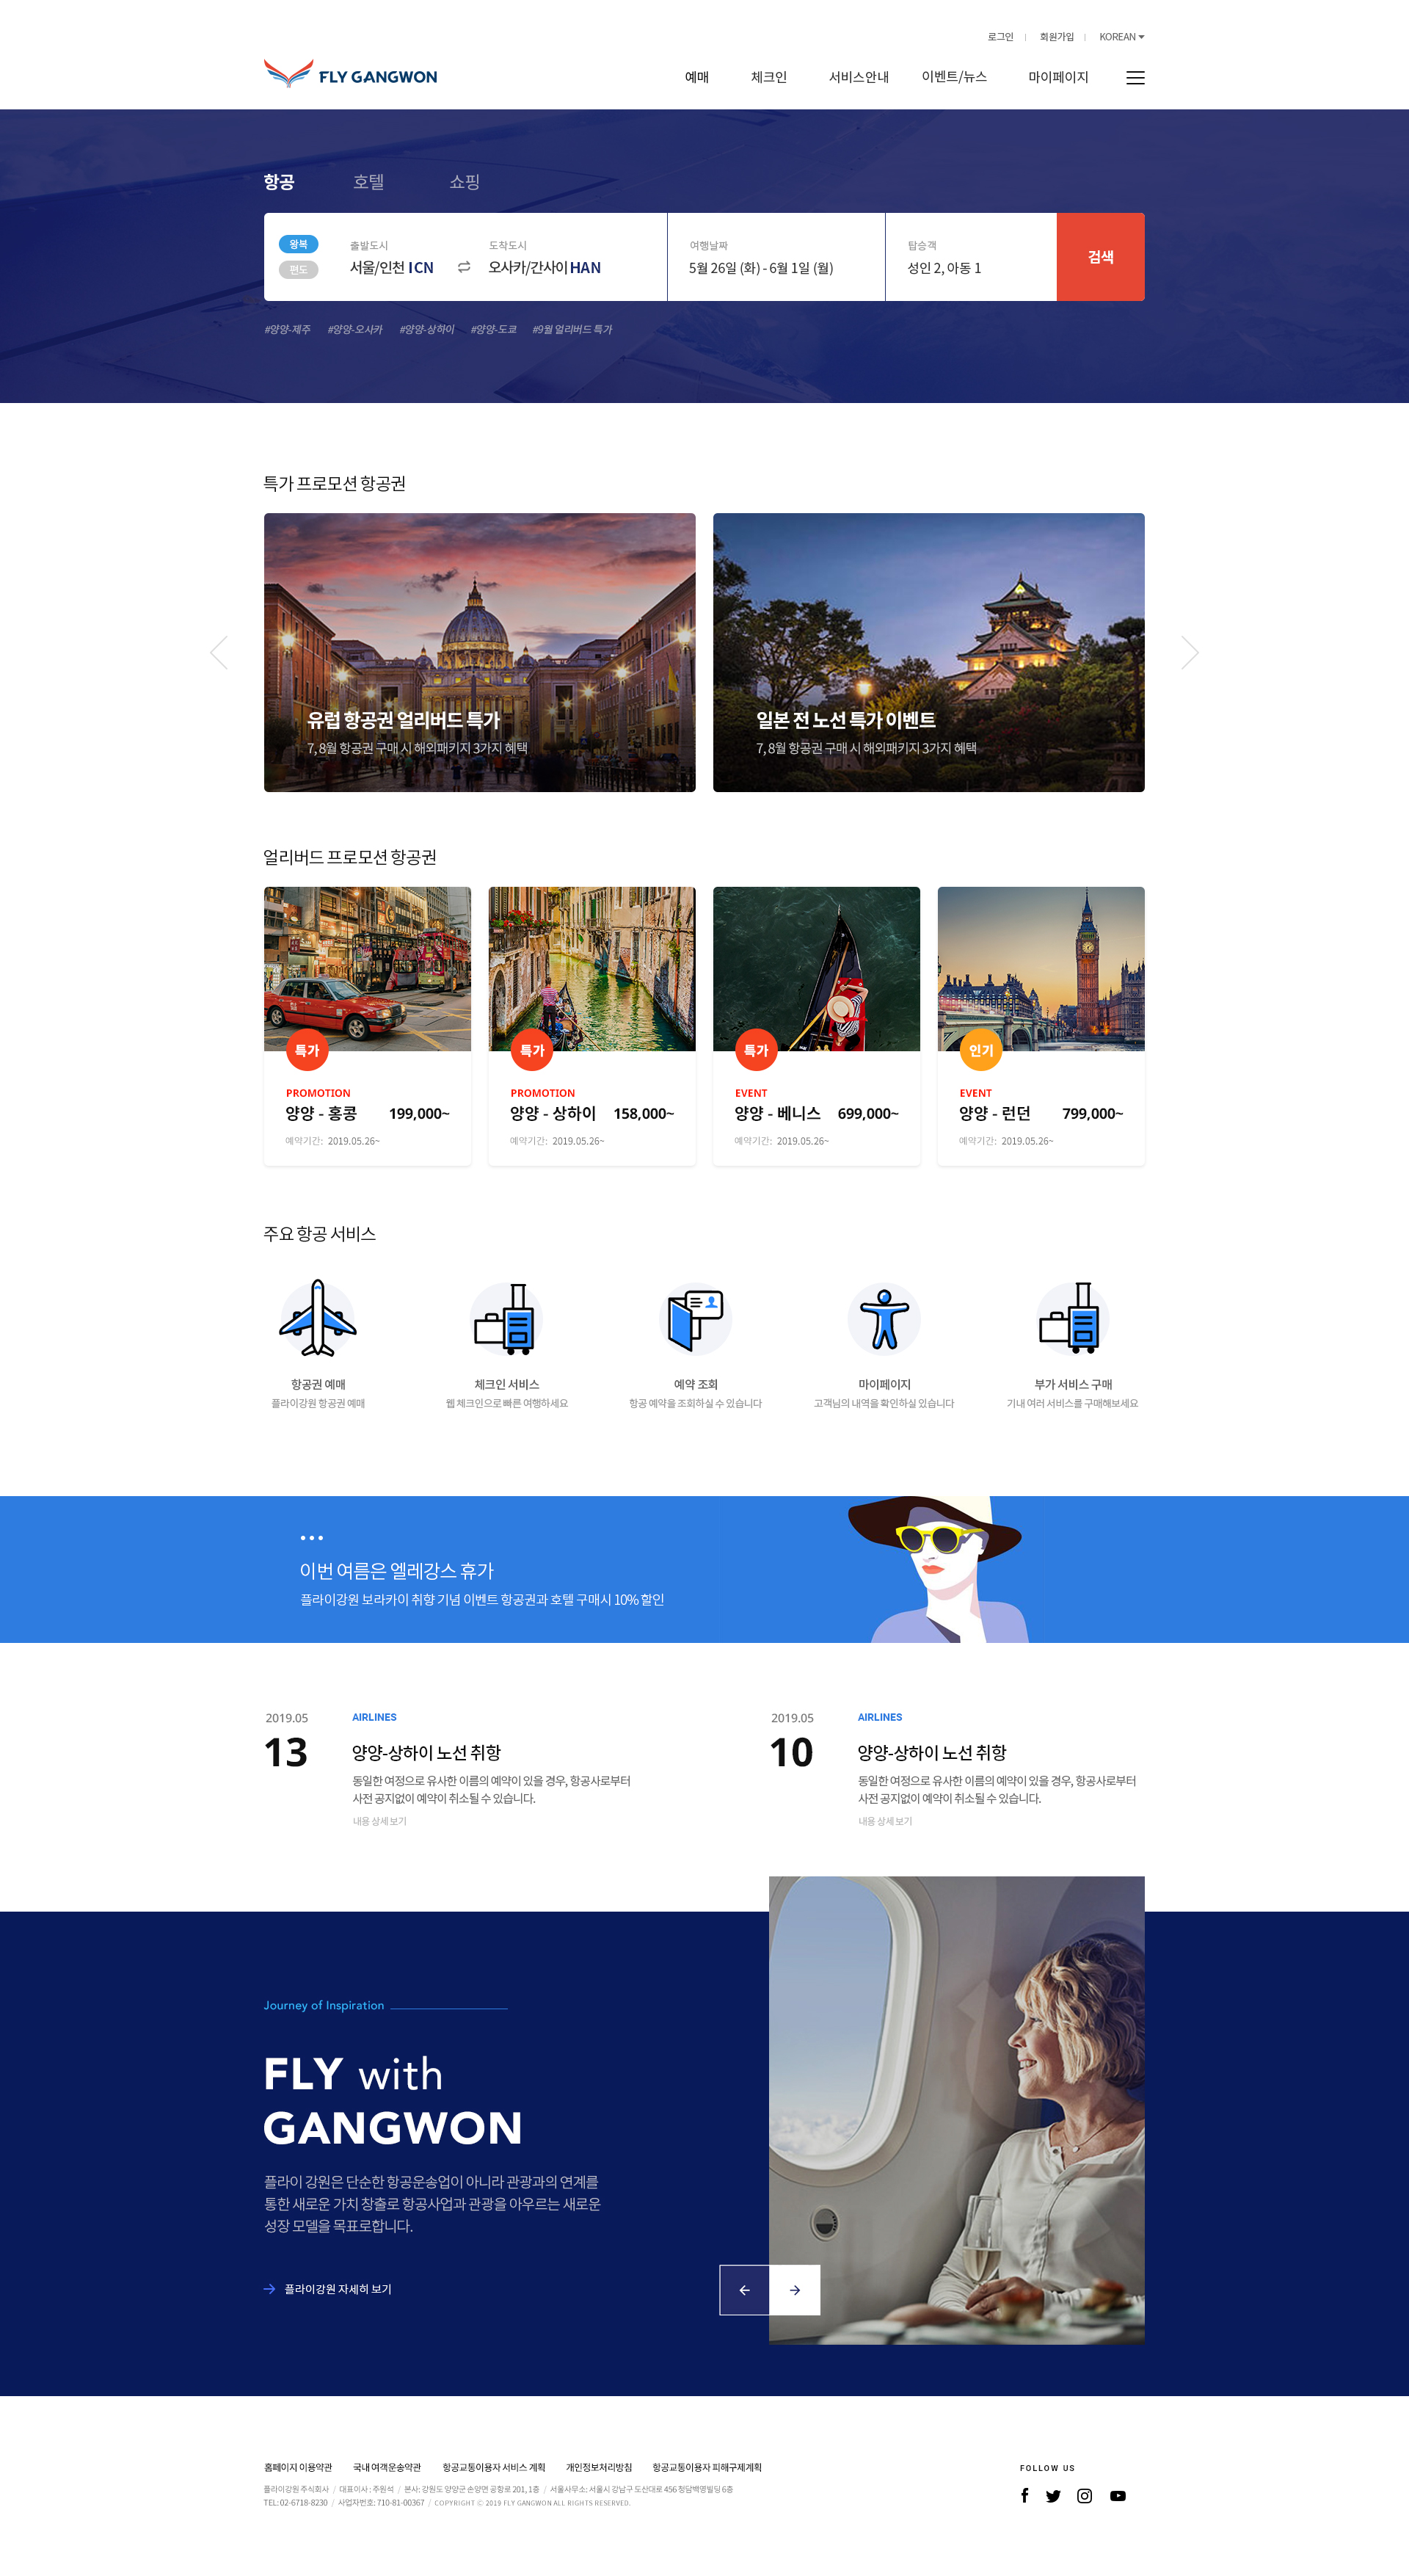 로그인 회원가입 KOREAN
FLY GANGWON
예매 체크인 서비스안내 이벤트/뉴스 마이페이지
항공 호텔 쇼핑
왕복
편도
출발도시 도착도시 여행날짜 탑승객
서울/인천 ICN 오사카/간사이 HAN 5월 26일 (화) - 6월 1일 (월) 성인 2, 아동 1
검색
#양양-제주 #양양-오사카 #양양-상하이 #양양-도쿄 #9월 얼리버드 특가
특가 프로모션 항공권
유럽 항공권 얼리버드 특가
7, 8월 항공권 구매 시 해외패키지 3가지 혜택
일본 전 노선 특가 이벤트
7, 8월 항공권 구매 시 해외패키지 3가지 혜택
얼리버드 프로모션 항공권
특가
PROMOTION
양양 - 홍콩 199,000~
예약기간: 2019.05.26~
특가
PROMOTION
양양 - 상하이 158,000~
예약기간: 2019.05.26~
특가
EVENT
양양 - 베니스 699,000~
예약기간: 2019.05.26~
인기
EVENT
양양 - 런던 799,000~
예약기간: 2019.05.26~
주요 항공 서비스
항공권 예매
플라이강원 항공권 예매
체크인 서비스
웹 체크인으로 빠른 여행하세요
예약 조회
항공 예약을 조회하실 수 있습니다
마이페이지
고객님의 내역을 확인하실 있습니다
부가 서비스 구매
기내 여러 서비스를 구매해보세요
이번 여름은 엘레강스 휴가
플라이강원 보라카이 취항 기념 이벤트 항공권과 호텔 구매시 10% 할인
2019.05
13
AIRLINES
양양-상하이 노선 취항
동일한 여정으로 유사한 이름의 예약이 있을 경우, 항공사로부터
사전 공지없이 예약이 취소될 수 있습니다.
내용 상세 보기
2019.05
10
AIRLINES
양양-상하이 노선 취항
동일한 여정으로 유사한 이름의 예약이 있을 경우, 항공사로부터
사전 공지없이 예약이 취소될 수 있습니다.
내용 상세 보기
Journey of Inspiration
FLY with
GANGWON
플라이 강원은 단순한 항공운송업이 아니라 관광과의 연계를
통한 새로운 가치 창출로 항공사업과 관광을 아우르는 새로운
성장 모델을 목표로합니다.
플라이강원 자세히 보기
홈페이지 이용약관 국내 여객운송약관 항공교통이용자 서비스 계획 개인정보처리방침 항공교통이용자 피해구제계획
플라이강원 주식회사 / 대표이사 : 주원석 / 본사: 강원도 양양군 손양면 공항로 201, 1층 / 서울사무소: 서울시 강남구 도산대로 456 청담백영빌딩 6층
TEL: 02-6718-8230 / 사업자번호: 710-81-00367 / COPYRIGHT © 2019 FLY GANGWON ALL RIGHTS RESERVED.
FOLLOW US